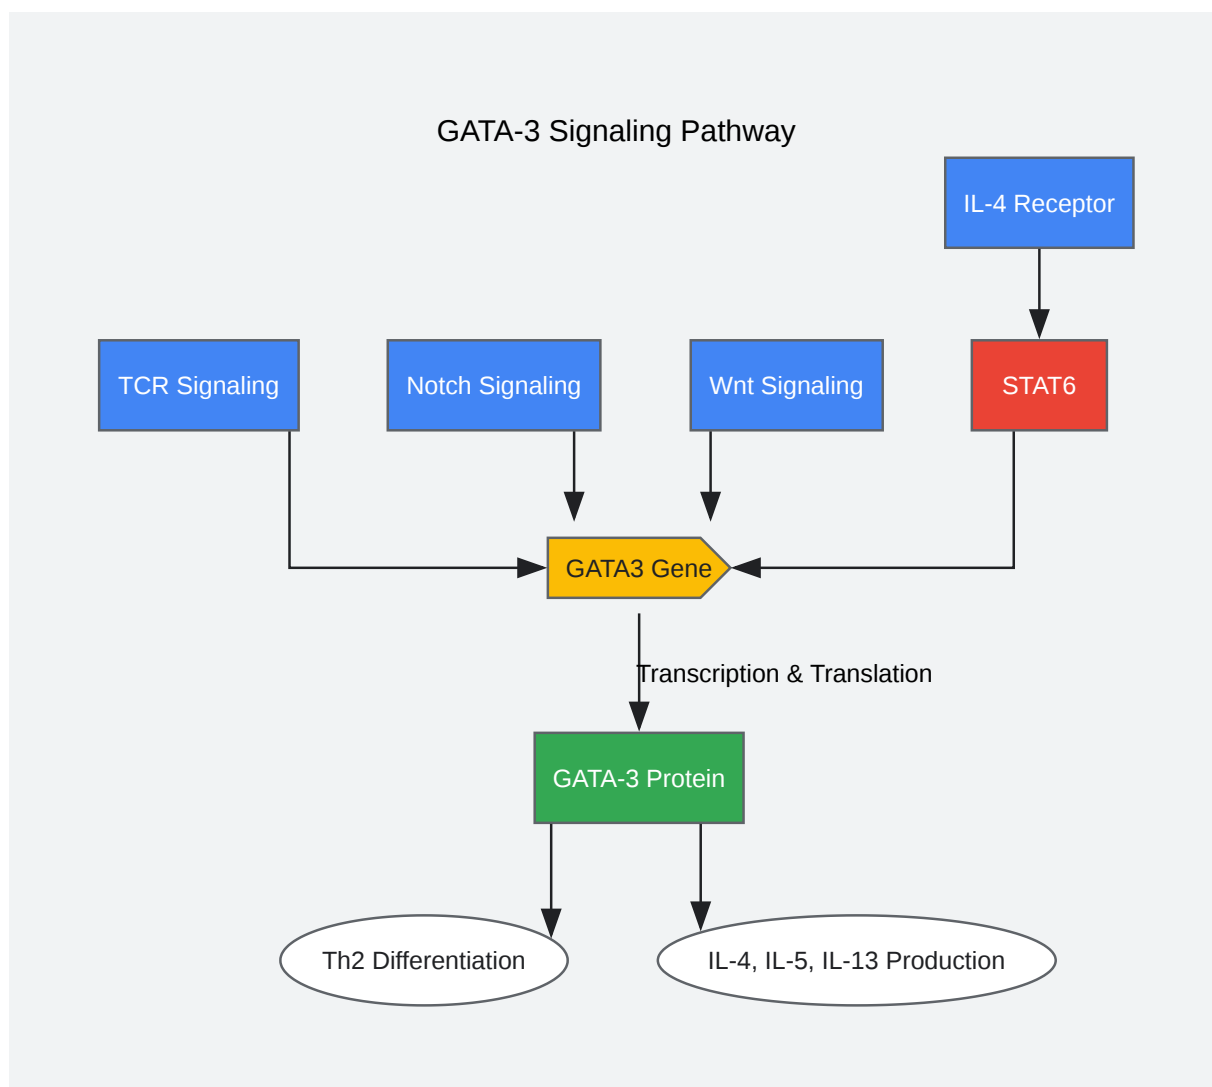 GATA-3 Signaling Pathway
IL-4 Receptor
TCR Signaling
Notch Signaling
Wnt Signaling
STAT6
GATA3 Gene
Transcription & Translation
GATA-3 Protein
Th2 Differentiation
IL-4, IL-5, IL-13 Production